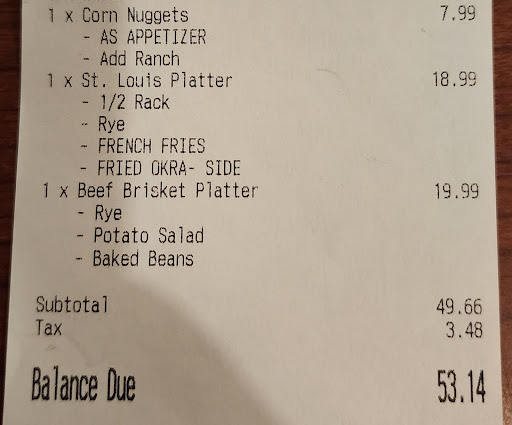 1 x Corn Nuggets 7.99
- AS APPETIZER
- Add Ranch
1 x St. Louis Platter 18.99
- 1/2 Rack
- Rye
- FRENCH FRIES
- FRIED OKRA- SIDE
1 x Beef Brisket Platter 19.99
- Rye
- Potato Salad
- Baked Beans
Subtotal 49.66
Tax 3.48
Balance Due 53.14